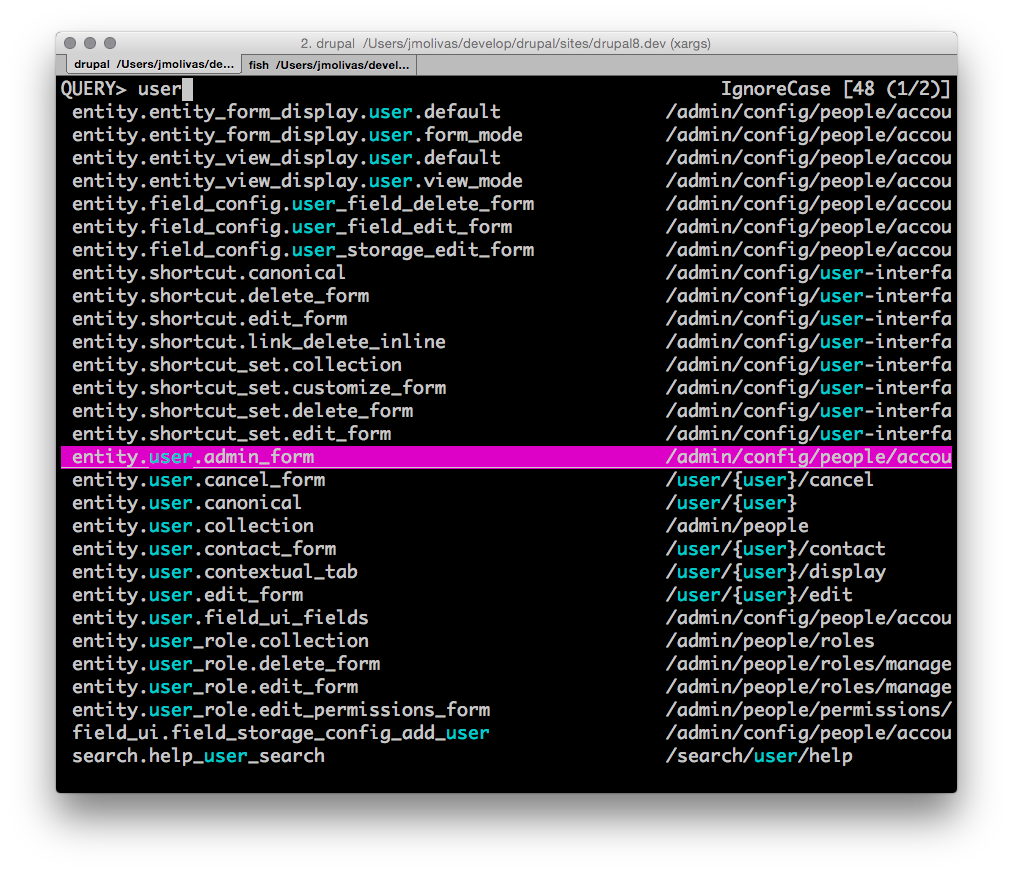 2. drupal /Users/jmolivas/develop/drupal/sites/drupal8.dev (xargs)
drupal /Users/jmolivas/de... fish /Users/jmolivas/devel...
QUERY> user IgnoreCase [48 (1/2)]
entity.entity_form_display.user.default /admin/config/people/accou
entity.entity_form_display.user.form_mode /admin/config/people/accou
entity.entity_view_display.user.default /admin/config/people/accou
entity.entity_view_display.user.view_mode /admin/config/people/accou
entity.field_config.user_field_delete_form /admin/config/people/accou
entity.field_config.user_field_edit_form /admin/config/people/accou
entity.field_config.user_storage_edit_form /admin/config/people/accou
entity.shortcut.canonical /admin/config/user-interfa
entity.shortcut.delete_form /admin/config/user-interfa
entity.shortcut.edit_form /admin/config/user-interfa
entity.shortcut.link_delete_inline /admin/config/user-interfa
entity.shortcut_set.collection /admin/config/user-interfa
entity.shortcut_set.customize_form /admin/config/user-interfa
entity.shortcut_set.delete_form /admin/config/user-interfa
entity.shortcut_set.edit_form /admin/config/user-interfa
entity.user.admin_form /admin/config/people/accou
entity.user.cancel_form /user/{user}/cancel
entity.user.canonical /user/{user}
entity.user.collection /admin/people
entity.user.contact_form /user/{user}/contact
entity.user.contextual_tab /user/{user}/display
entity.user.edit_form /user/{user}/edit
entity.user.field_ui_fields /admin/config/people/accou
entity.user_role.collection /admin/people/roles
entity.user_role.delete_form /admin/people/roles/manage
entity.user_role.edit_form /admin/people/roles/manage
entity.user_role.edit_permissions_form /admin/people/permissions/
field_ui.field_storage_config_add_user /admin/config/people/accou
search.help_user_search /search/user/help